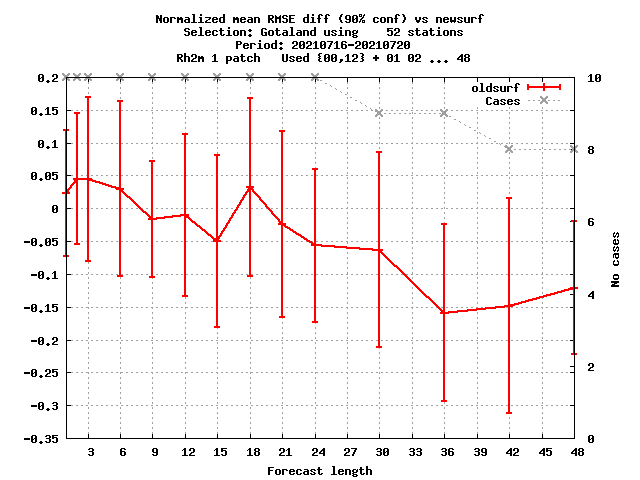 Normalized mean RMSE diff (90% conf) vs newsurf
Selection: Gotaland using    52 stations
Period: 20210716-20210720
Rh2m 1 patch   Used {00,12} + 01 02 ... 48
oldsurf
Cases
0.2
0.15
0.1
0.05
0
-0.05
-0.1
-0.15
-0.2
-0.25
-0.3
-0.35
10
8
6
4
2
0
No cases
3 6 9 12 15 18 21 24 27 30 33 36 39 42 45 48
Forecast length